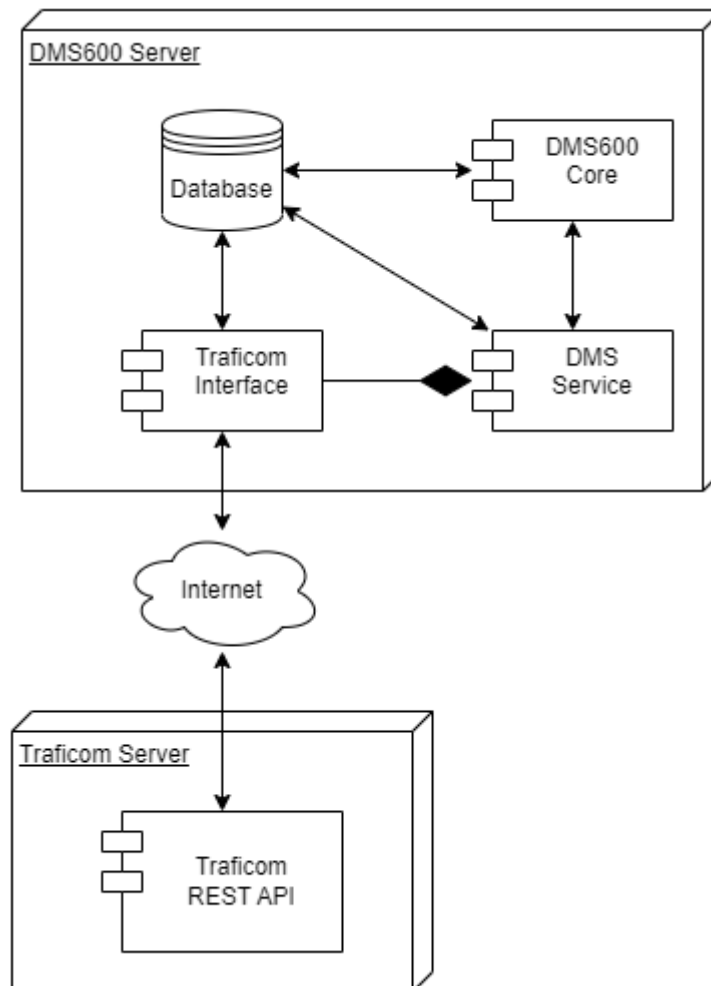 DMS600 Server
Database
DMS600
Core
Traficom
Interface
DMS
Service
Internet
Traficom Server
Traficom
REST API